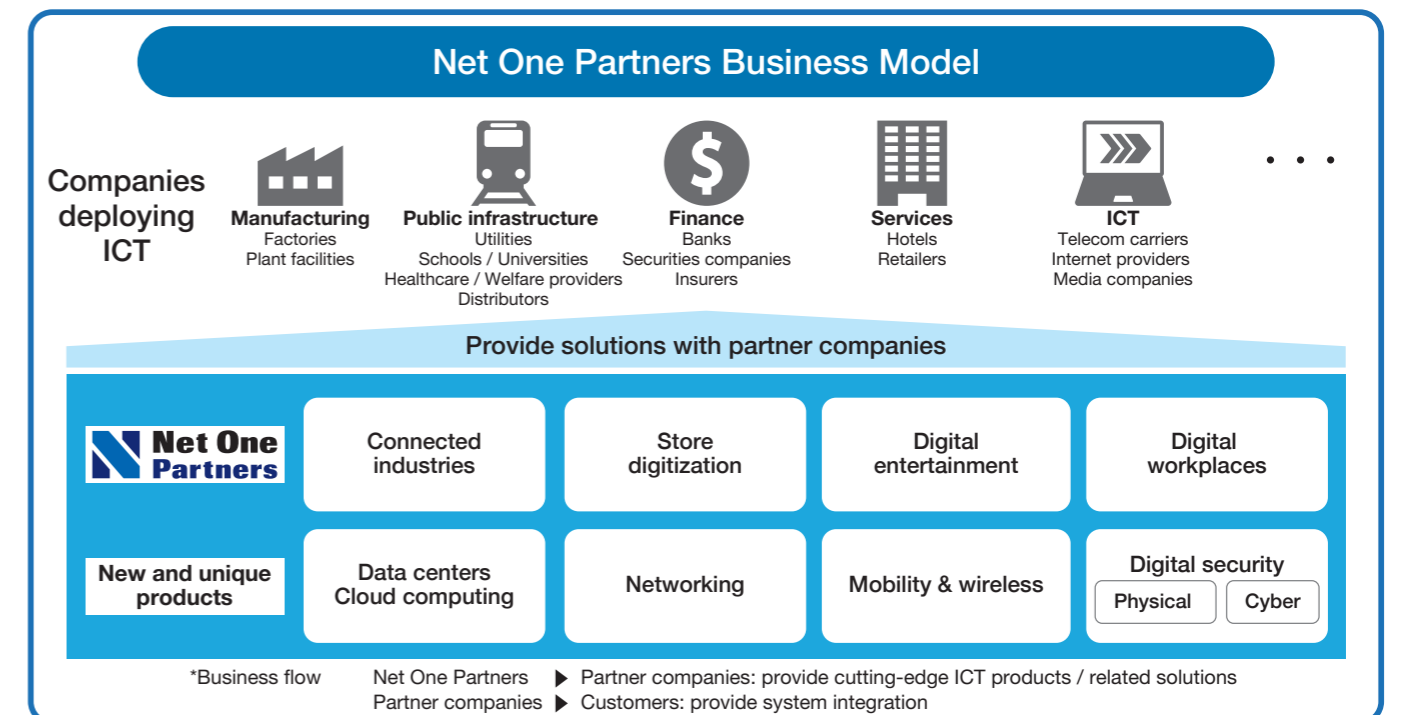 Net One Partners Business Model
Companies
deploying
ICT
Manufacturing
Factories
Plant facilities
Public infrastructure
Utilities
Schools / Universities
Healthcare / Welfare providers
Distributors
Finance
Banks
Securities companies
Insurers
Services
Hotels
Retailers
ICT
Telecom carriers
Internet providers
Media companies
• • •
Provide solutions with partner companies
Net One
Partners
Connected
industries
Store
digitization
Digital
entertainment
Digital
workplaces
New and unique
products
Data centers
Cloud computing
Networking
Mobility & wireless
Digital security
Physical
Cyber
*Business flow Net One Partners ▶ Partner companies: provide cutting-edge ICT products / related solutions
Partner companies ▶ Customers: provide system integration